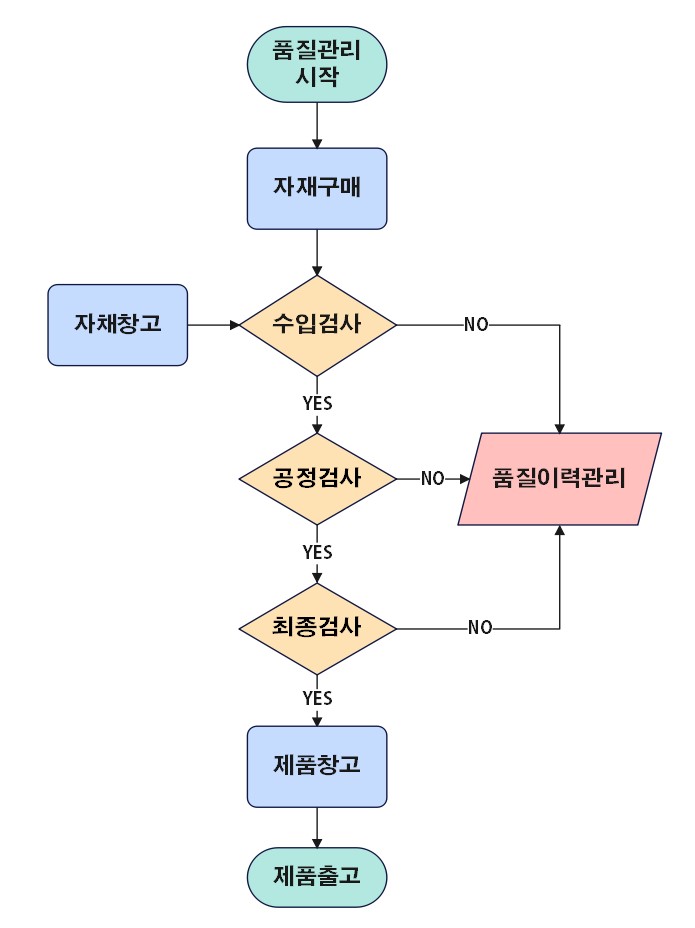 품질관리
시작
자재구매
자채창고
수입검사
NO
YES
공정검사
NO
품질이력관리
YES
최종검사
NO
YES
제품창고
제품출고